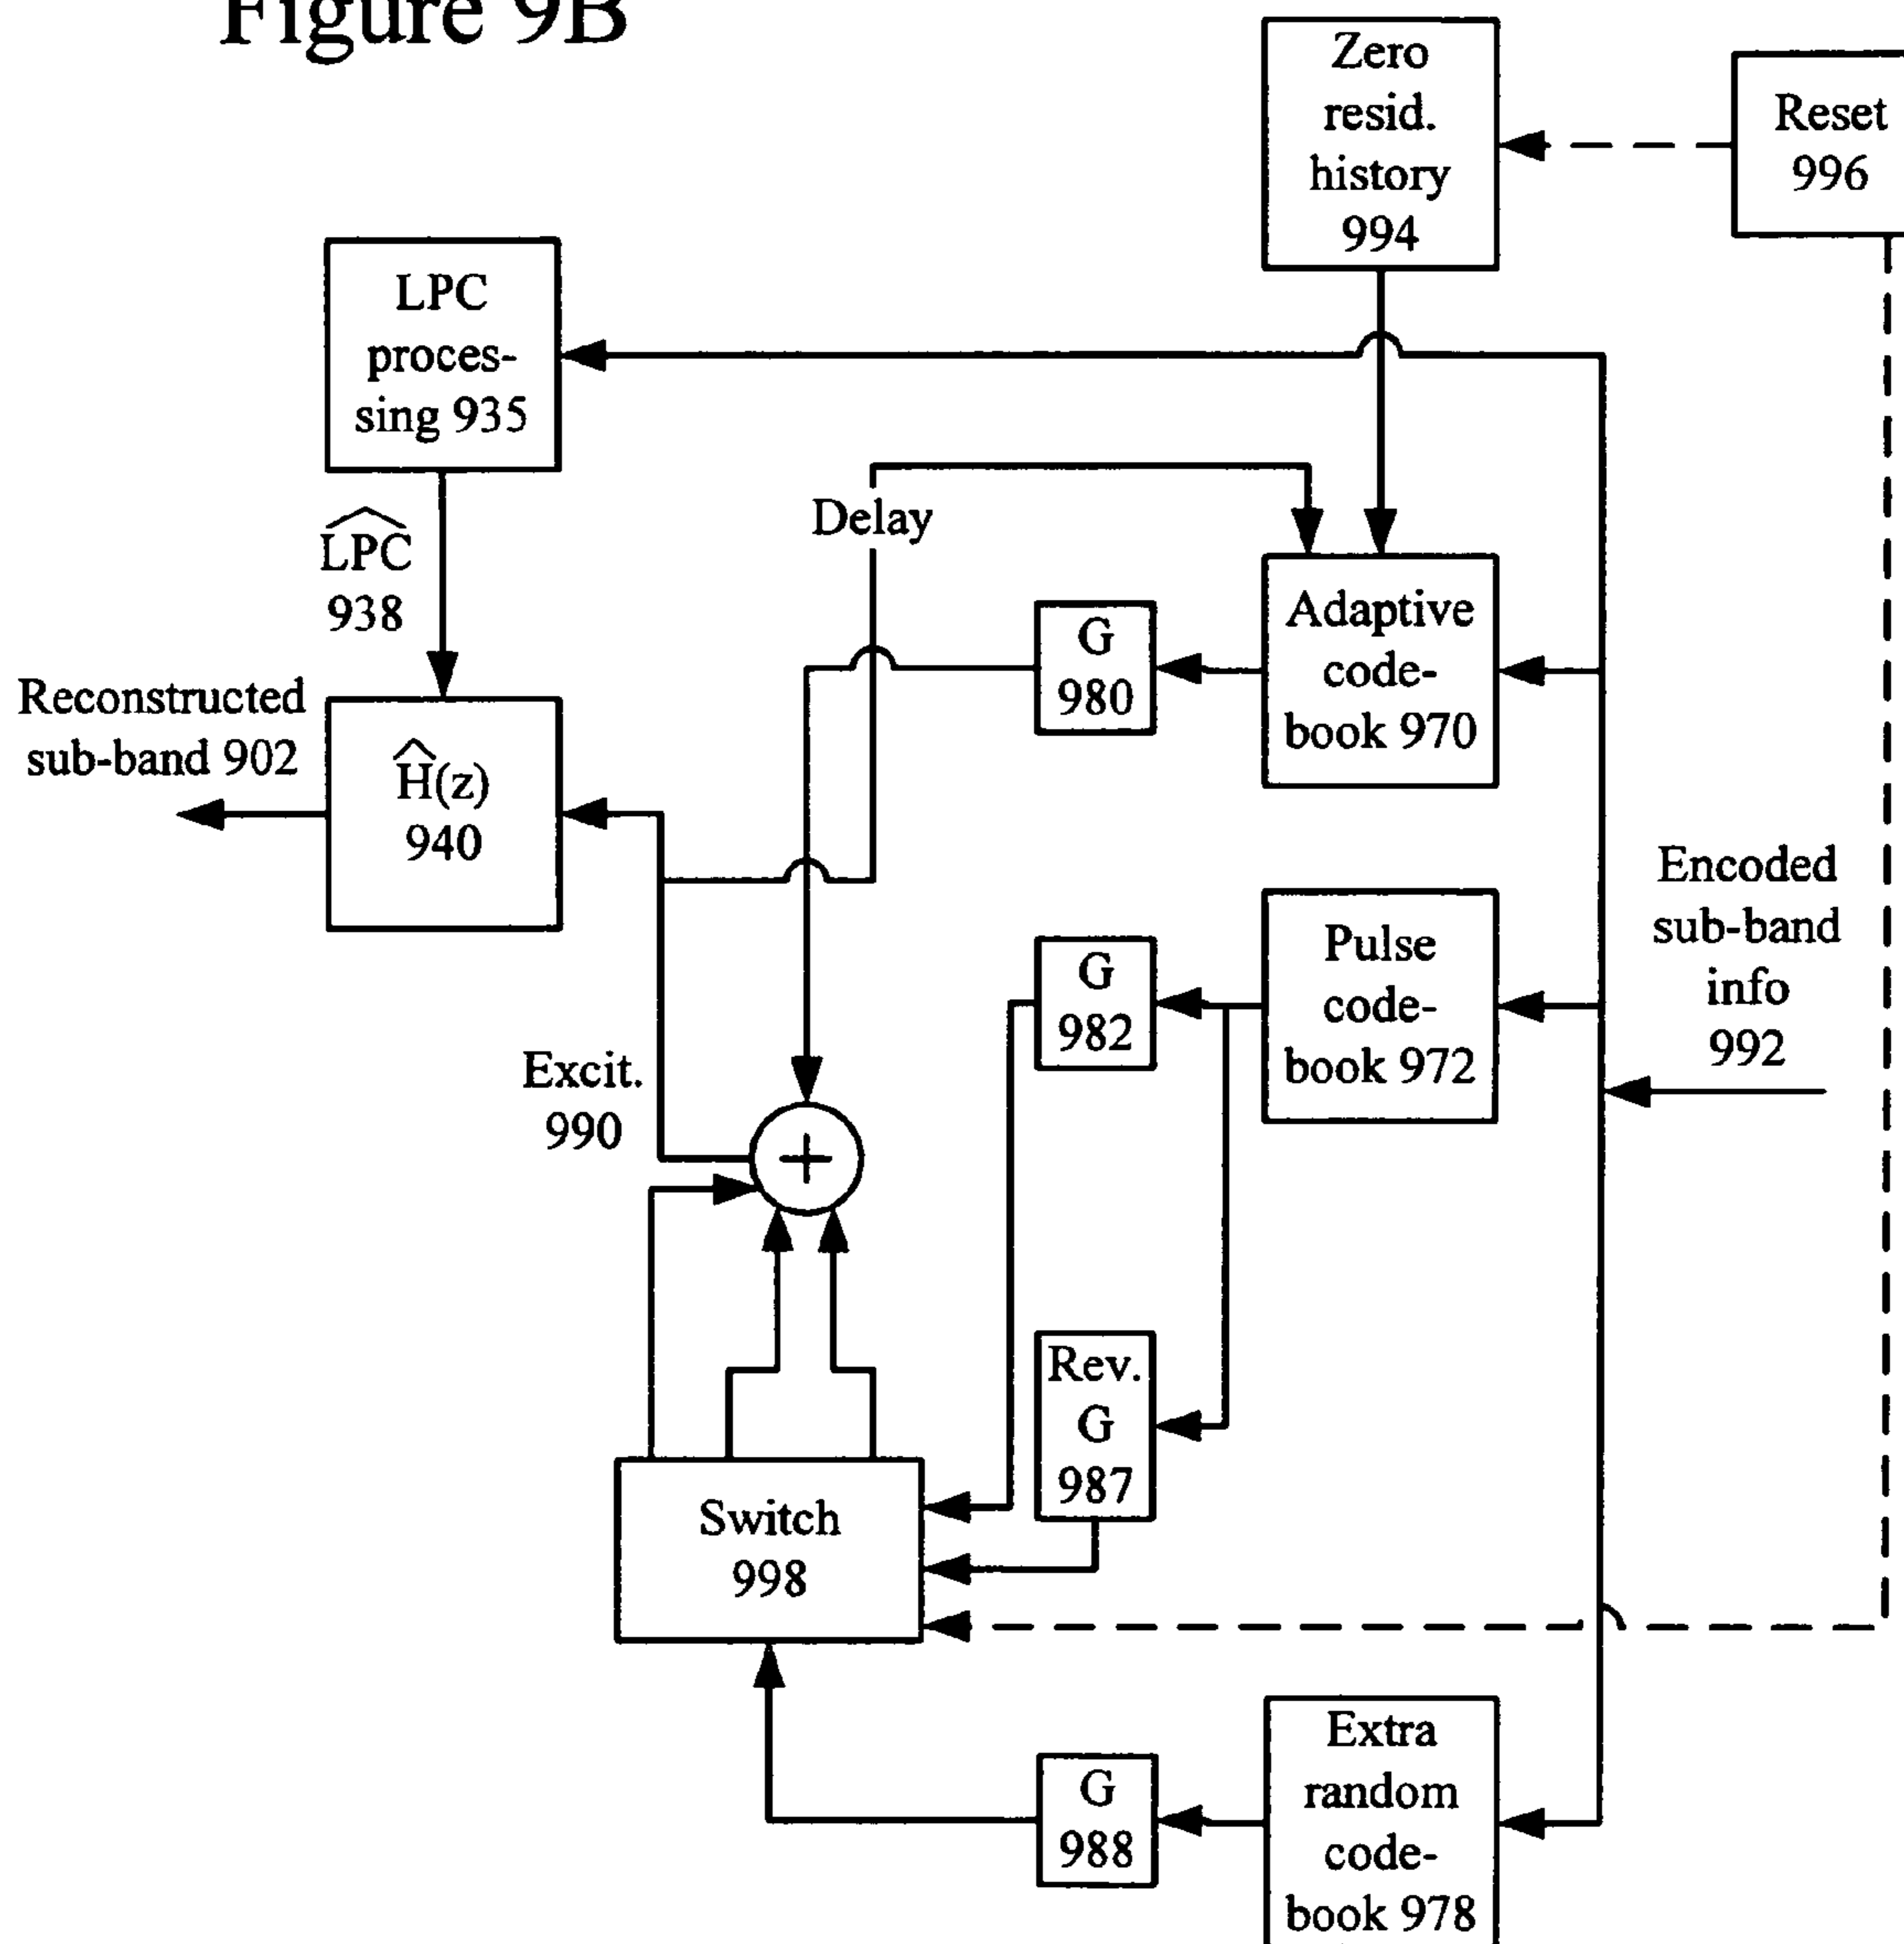 Figure 9B
Zero
resid.
history
994
Reset
996
LPC
proces-
sing 935
LPC
938
Delay
Adaptive
code-
book 970
G
980
Reconstructed
sub-band 902
Ĥ(z)
940
Encoded
sub-band
info
992
Pulse
code-
book 972
G
982
Excit.
990
+
Rev.
G
987
Switch
998
Extra
random
code-
book 978
G
988